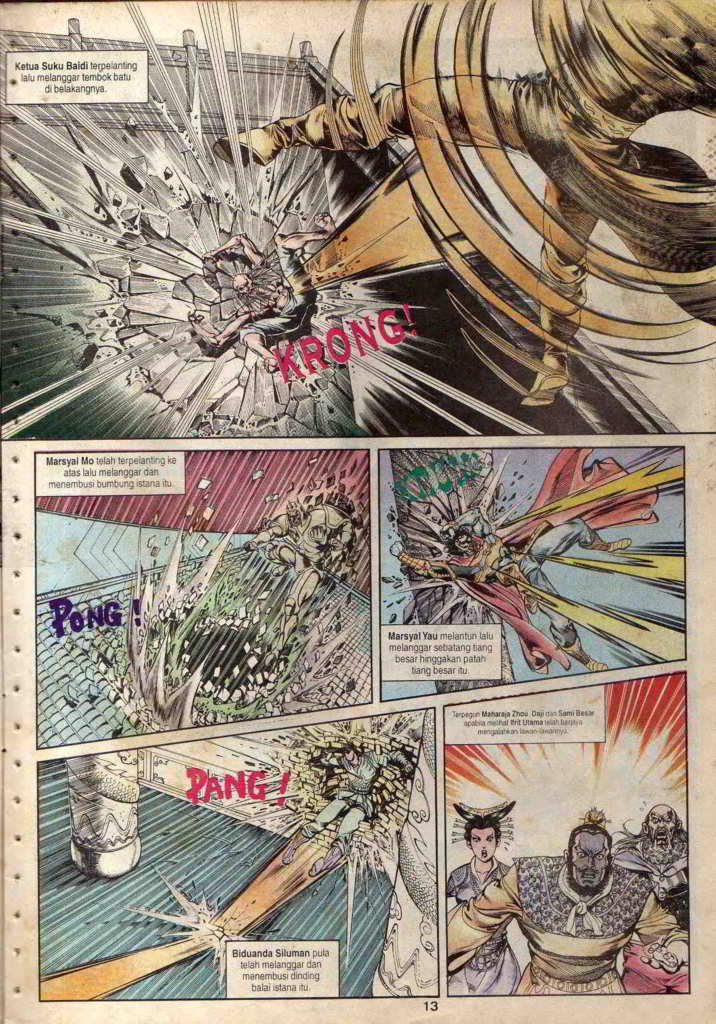 Ketua Suku Baidi terpelanting
lalu melanggar tembok batu
di belakangnya.
KRONG!
Marsyal Mo telah terpelanting ke
atas lalu melanggar dan
menembusi bumbung istana itu.
PONG!
Marsyal Yau melantun lalu
melanggar sebatang tiang
besar hinggakan patah
tiang besar itu.
PANG!
Biduanda Siluman pula
telah melanggar dan
menembusi dinding
balai istana itu.
Terpegun Maharaja Zhou, Daji dan Sami Besar
apabila melihat Ifrit Utama telah berjaya
mengalahkan lawan-lawannya.
13